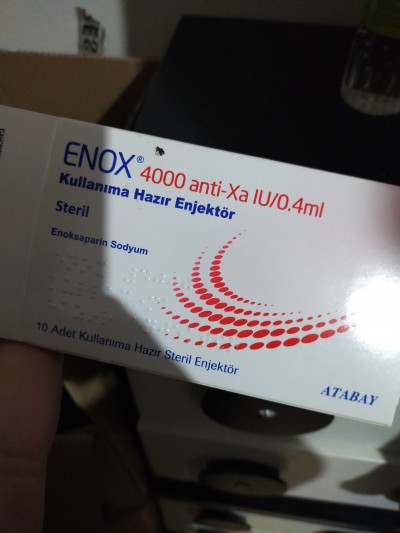 ENOX® 4000 anti-Xa IU/0.4ml
Kullanıma Hazır Enjektör
Steril
Enoksaparin Sodyum
10 Adet Kullanıma Hazır Steril Enjektör
ATABAY